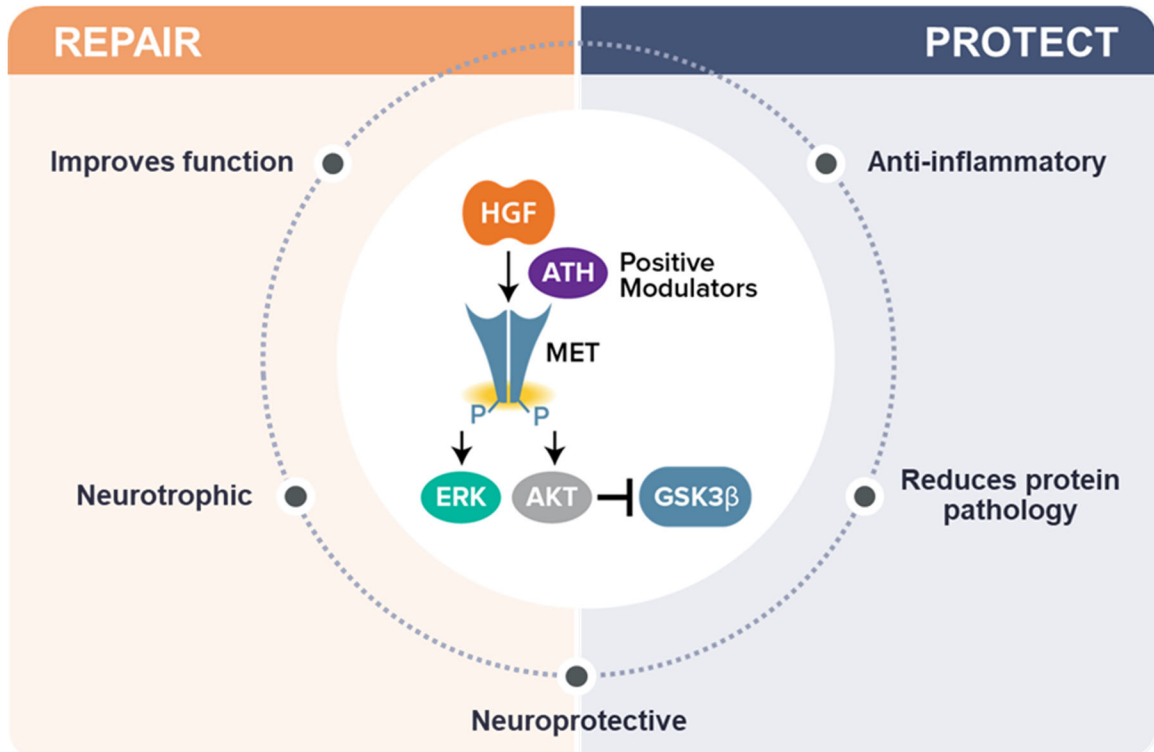 REPAIR
PROTECT
Improves function
Anti-inflammatory
HGF
ATH
Positive
Modulators
MET
P
P
ERK
AKT
GSK3β
Neurotrophic
Reduces protein
pathology
Neuroprotective